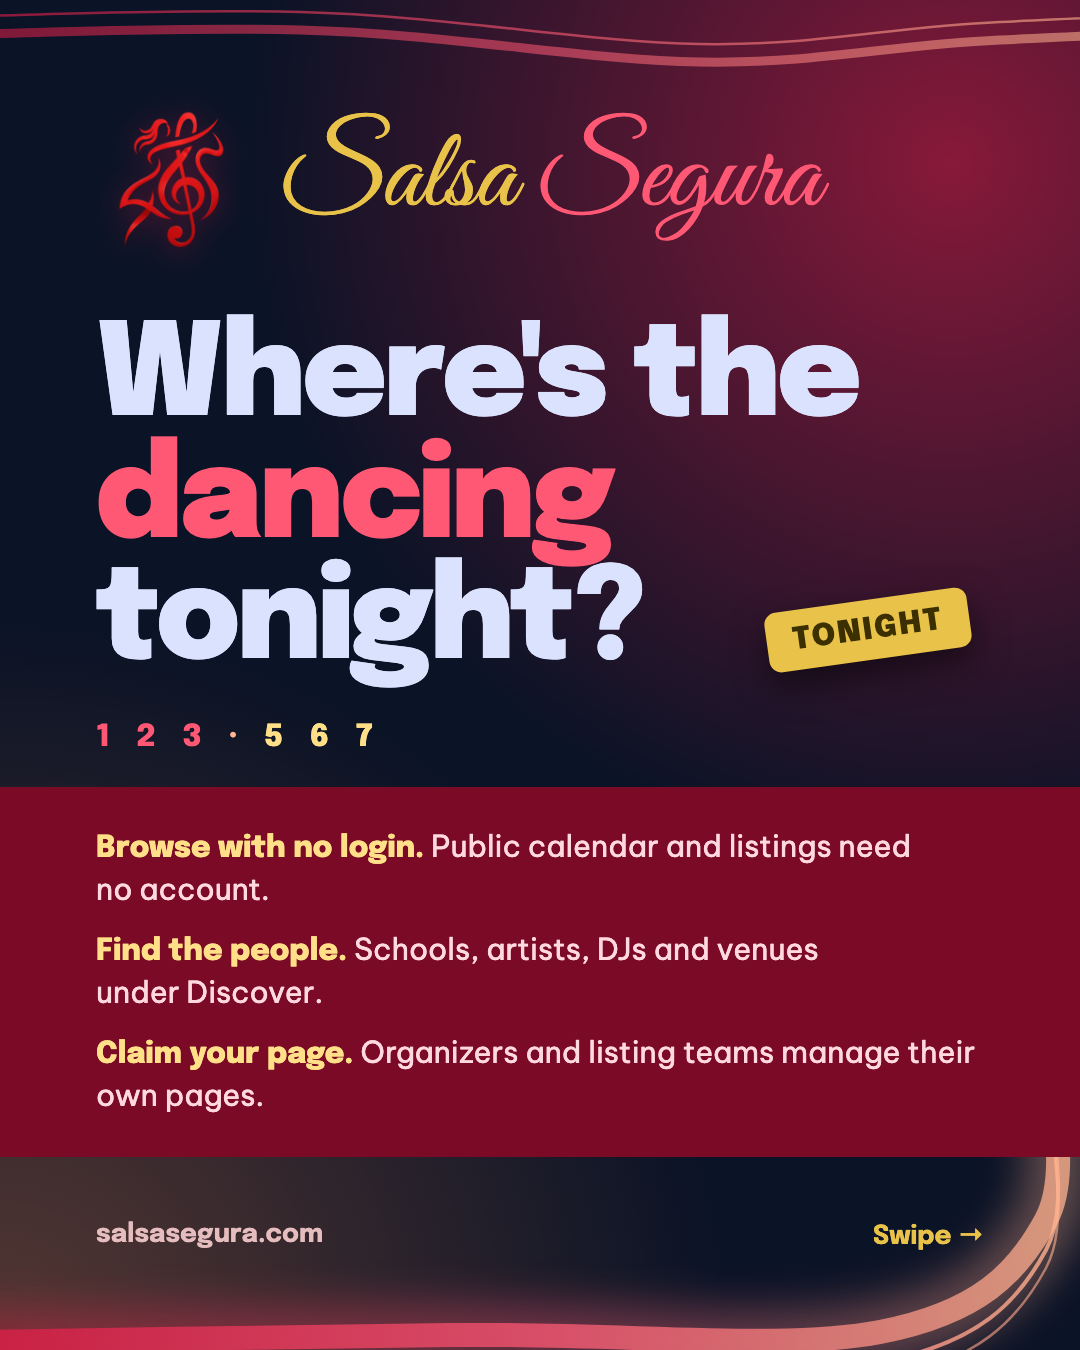 Salsa Segura
Where's the
dancing
tonight?
TONIGHT
1 2 3 · 5 6 7
Browse with no login. Public calendar and listings need
no account.
Find the people. Schools, artists, DJs and venues
under Discover.
Claim your page. Organizers and listing teams manage their
own pages.
salsasegura.com
Swipe →